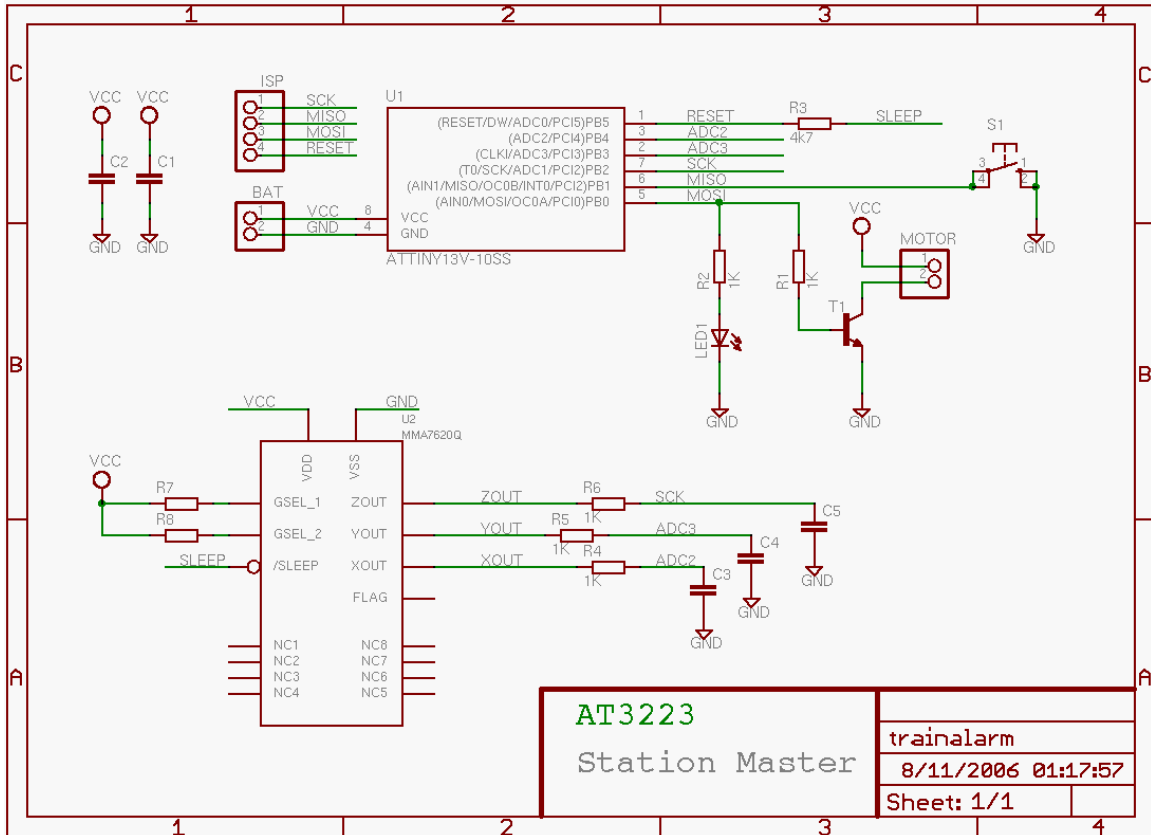 1 2 3 4
C C
VCC VCC
C2 C1
GND GND
ISP
1 SCK
2 MISO
3 MOSI
4 RESET
BAT
1 VCC 8
2 GND 4
U1
(RESET/DW/ADC0/PCI5)PB5 1 RESET
(ADC2/PCI4)PB4 3 ADC2
(CLKI/ADC3/PCI3)PB3 2 ADC3
(T0/SCK/ADC1/PCI2)PB2 7 SCK
(AIN1/MISO/OC0B/INT0/PCI2)PB1 6 MISO
(AIN0/MOSI/OC0A/PCI0)PB0 5 MOSI
VCC
GND
ATTINY13V-10SS
R3
4k7
SLEEP
S1
3 1
4 2
GND
VCC
MOTOR
1
2
R2
1K
R1
1K
T1
LED1
GND
GND
B B
VCC
GND
U2
MMA7620Q
VDD
VSS
VCC
R7
GSEL_1
R8
GSEL_2
SLEEP
/SLEEP
ZOUT ZOUT R6 1K SCK C5
GND
YOUT YOUT R5 1K ADC3 C4
GND
XOUT XOUT R4 1K ADC2 C3
GND
FLAG
NC1 NC8
NC2 NC7
NC3 NC6
NC4 NC5
A A
AT3223
Station Master
trainalarm
8/11/2006 01:17:57
Sheet: 1/1
1 2 3 4